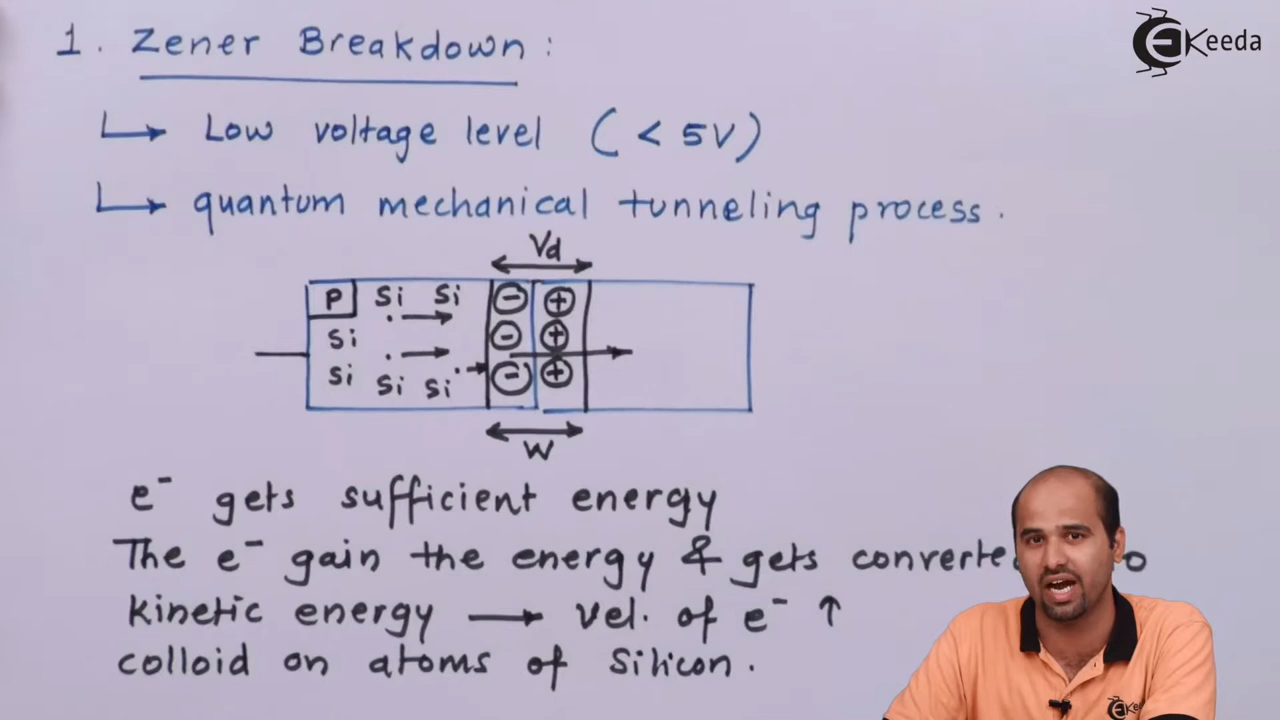 1. Zener Breakdown:
EKeeda
Low voltage level (< 5V)
quantum mechanical tunneling process.
Vd
P Si Si - +
Si - +
Si Si Si - +
W
e⁻ gets sufficient energy
The e⁻ gain the energy & gets
kinetic energy → vel. of e⁻ ↑
colloid on atoms of Silicon.